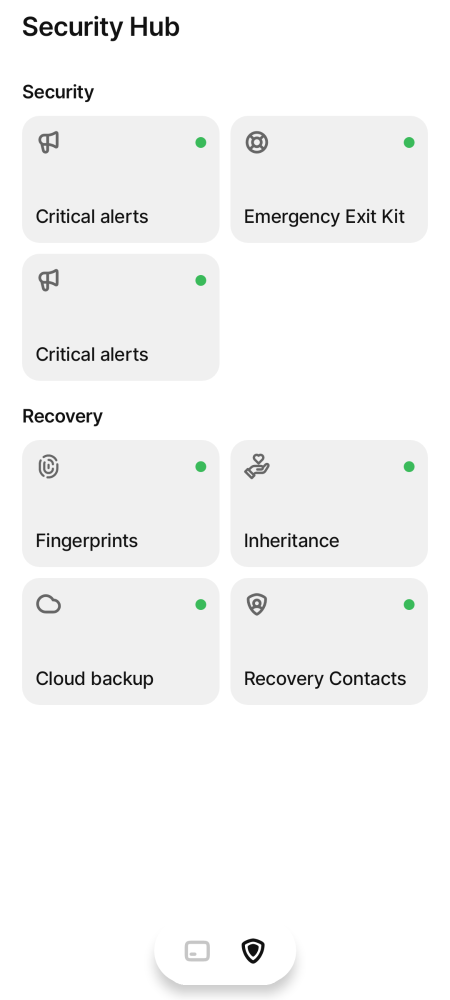 Security Hub
Security
Critical alerts
Emergency Exit Kit
Critical alerts
Recovery
Fingerprints
Inheritance
Cloud backup
Recovery Contacts